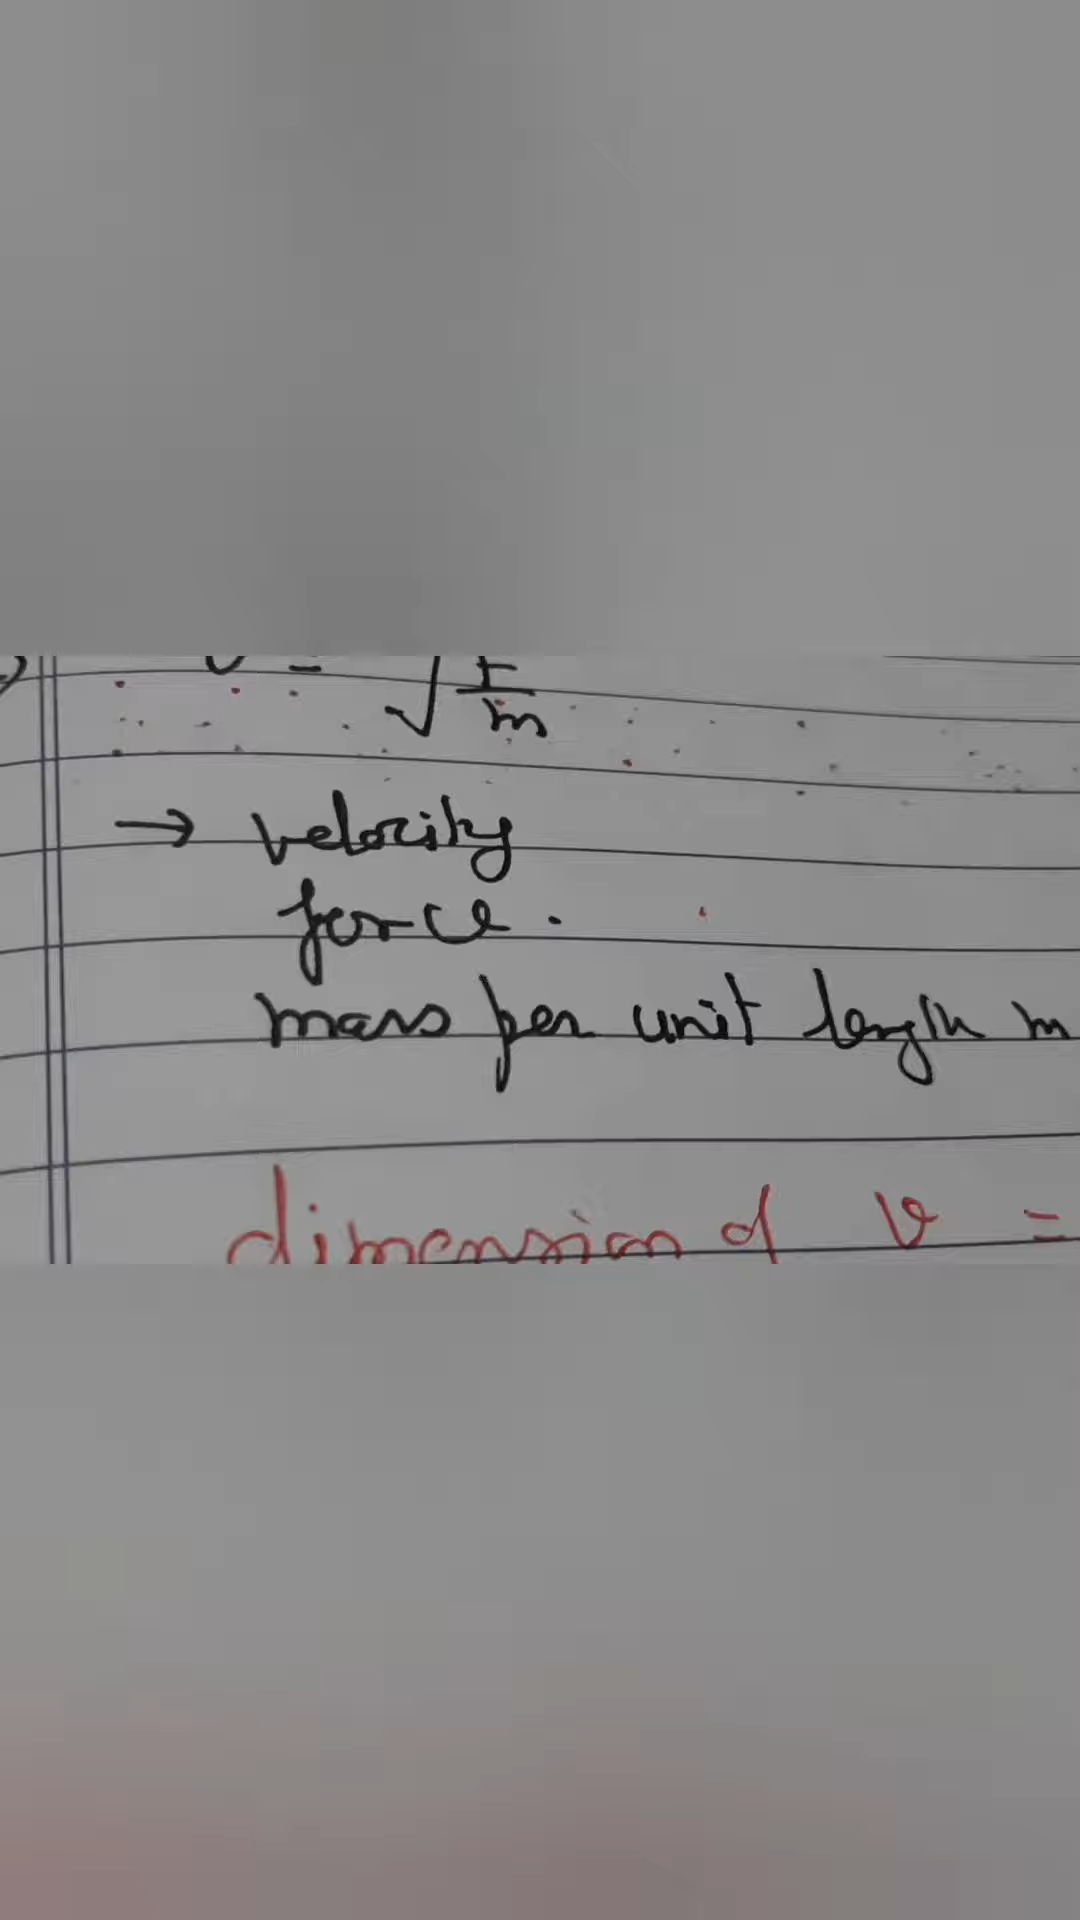 v = √F/m
→ velocity
force.
mass per unit length m
dimension of v =